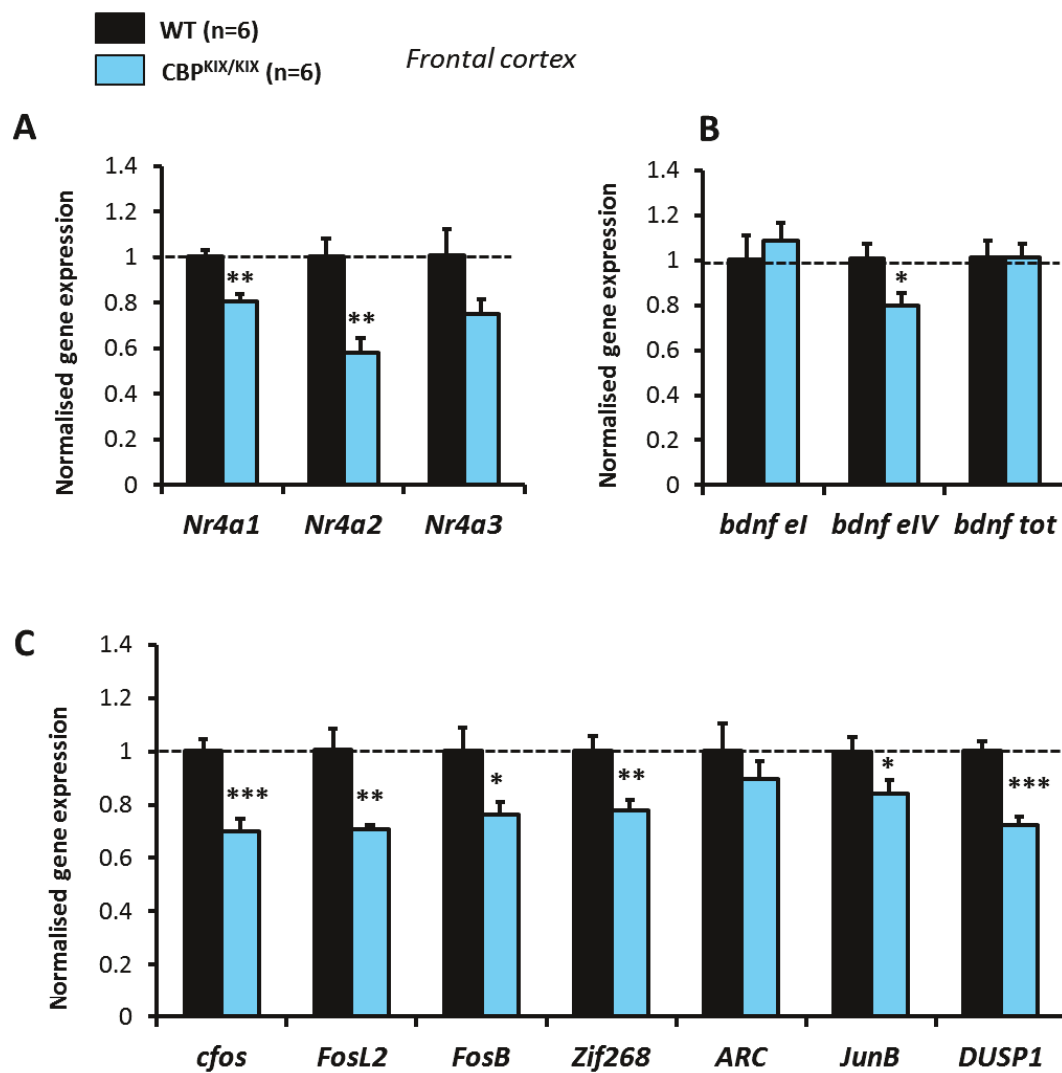 WT (n=6)
CBP^KIX/KIX (n=6)
Frontal cortex
A
Normalised gene expression
1.4
1.2
1
0.8
0.6
0.4
0.2
0
**
**
Nr4a1 Nr4a2 Nr4a3
B
Normalised gene expression
1.4
1.2
1
0.8
0.6
0.4
0.2
0
*
bdnf eI bdnf eIV bdnf tot
C
Normalised gene expression
1.4
1.2
1
0.8
0.6
0.4
0.2
0
*** ** * ** * ***
cfos FosL2 FosB Zif268 ARC JunB DUSP1